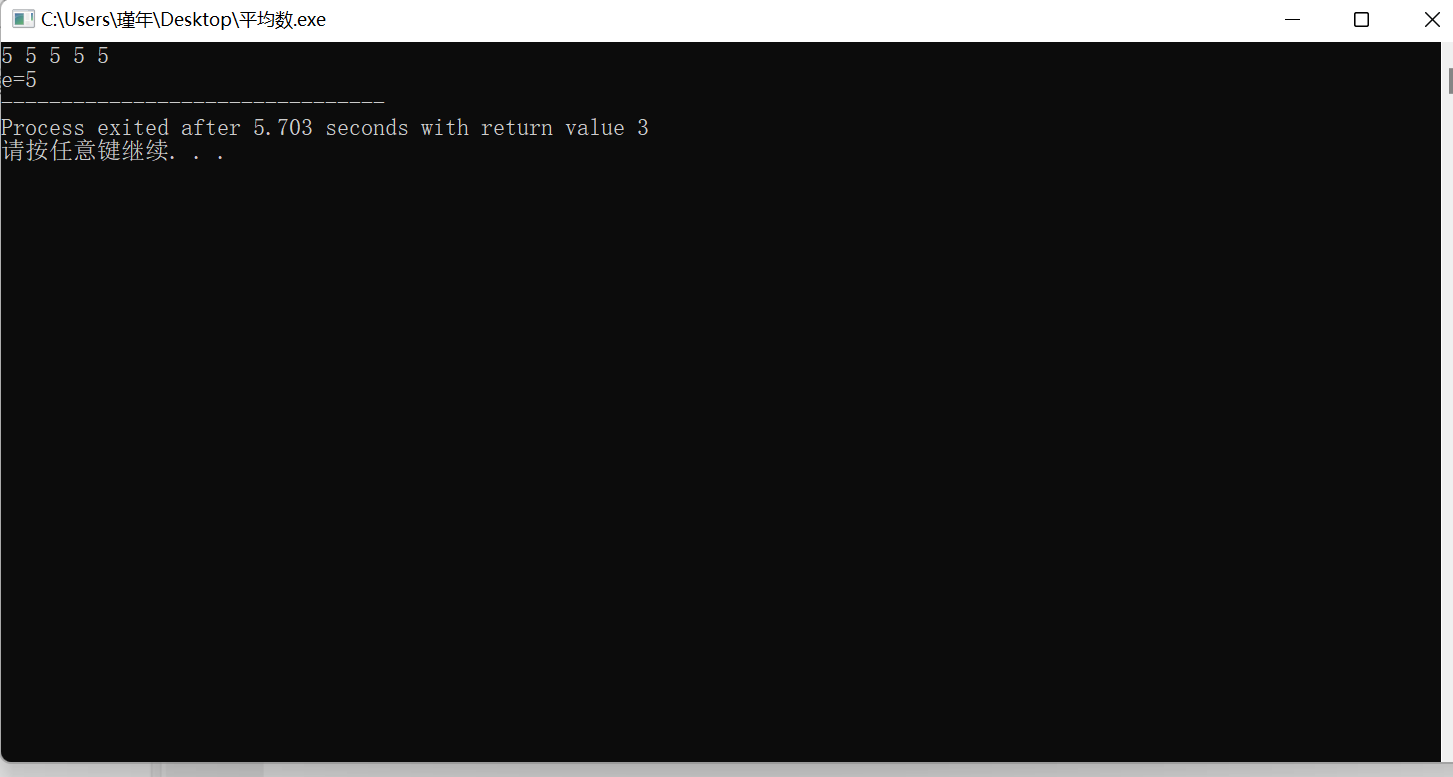 C:\Users\瑾年\Desktop\平均数.exe
5 5 5 5 5
e=5
--------------------------------
Process exited after 5.703 seconds with return value 3
请按任意键继续. . .